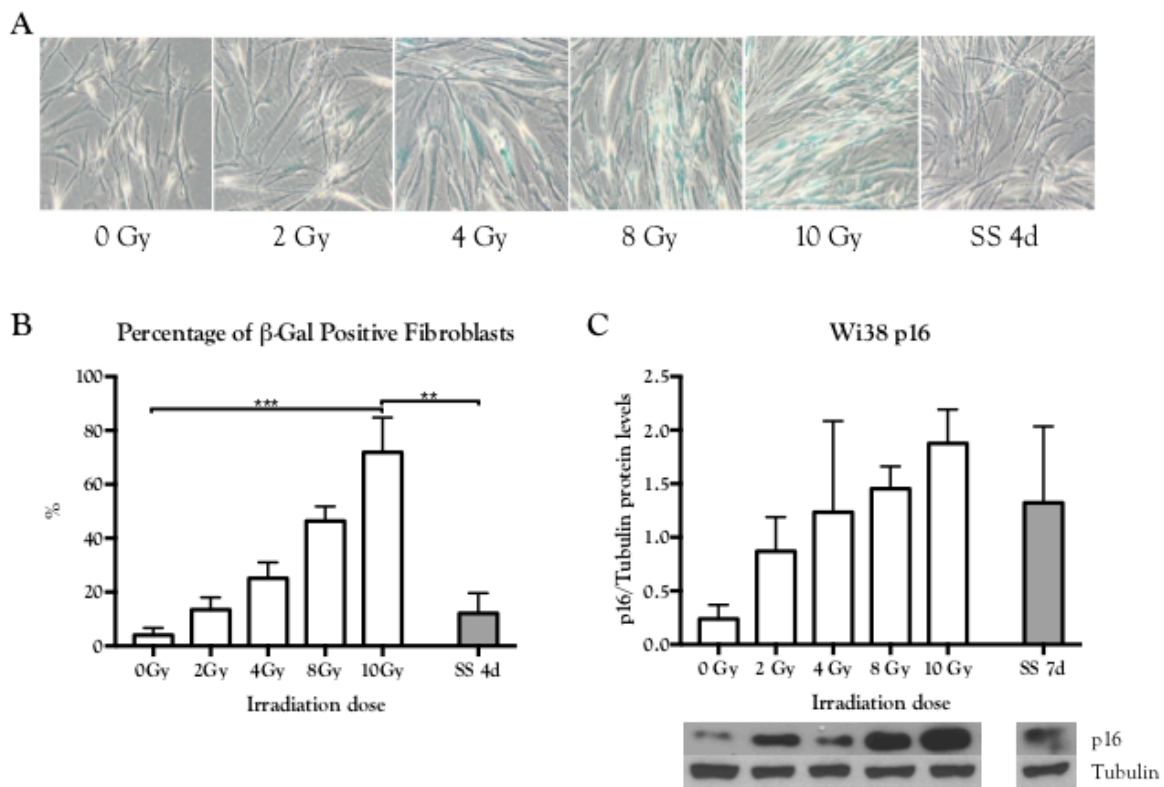 A
0 Gy 2 Gy 4 Gy 8 Gy 10 Gy SS 4d
B
Percentage of β-Gal Positive Fibroblasts
100
80
60
40
20
0
%
*** **
0Gy 2Gy 4Gy 8Gy 10Gy SS 4d
Irradiation dose
C
Wi38 p16
2.5
2.0
1.5
1.0
0.5
0.0
p16/Tubulin protein levels
0 Gy 2 Gy 4 Gy 8 Gy 10 Gy SS 7d
Irradiation dose
p16
Tubulin